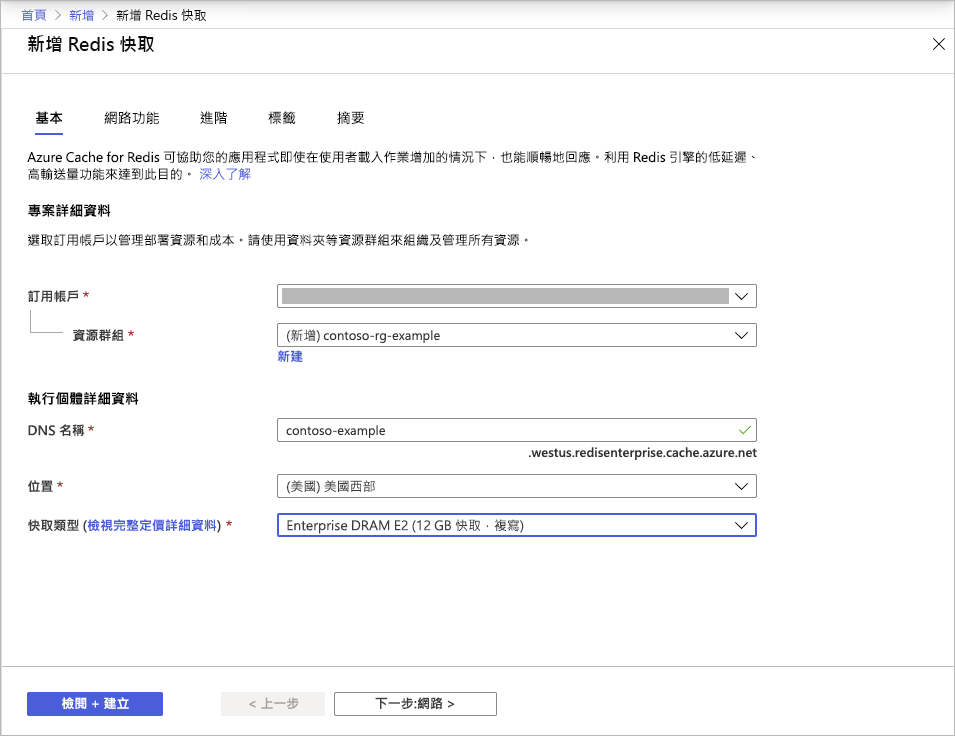 首頁 > 新增 > 新增 Redis 快取
新增 Redis 快取
基本 網路功能 進階 標籤 摘要
Azure Cache for Redis 可協助您的應用程式即使在使用者載入作業增加的情況下，也能順暢地回應。利用 Redis 引擎的低延遲、
高輸送量功能來達到此目的。 深入了解
專案詳細資料
選取訂用帳戶以管理部署資源和成本。請使用資料夾等資源群組來組織及管理所有資源。
訂用帳戶 *
資源群組 * (新增) contoso-rg-example
新建
執行個體詳細資料
DNS 名稱 * contoso-example
.westus.redisenterprise.cache.azure.net
位置 * (美國) 美國西部
快取類型 (檢視完整定價詳細資料) * Enterprise DRAM E2 (12 GB 快取，複寫)
檢閱 + 建立 < 上一步 下一步:網路 >